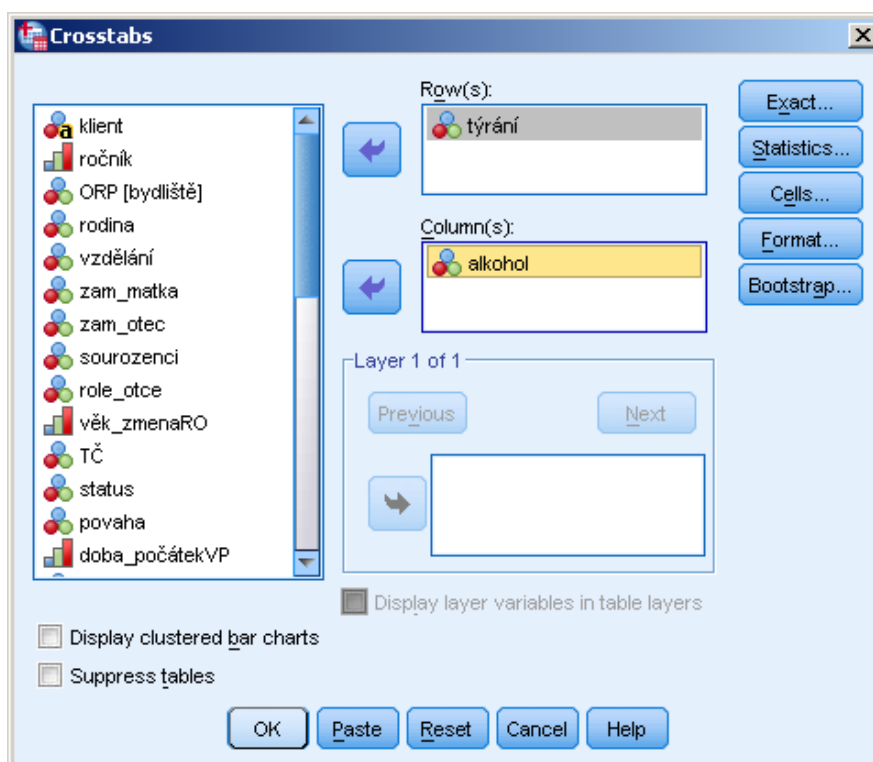 Crosstabs
klient
ročník
ORP [bydliště]
rodina
vzdělání
zam_matka
zam_otec
sourozenci
role_otce
věk_zmenaRO
TČ
status
povaha
doba_počátekVP
Row(s):
týrání
Column(s):
alkohol
Layer 1 of 1
Previous
Next
Display layer variables in table layers
Exact...
Statistics...
Cells...
Format...
Bootstrap...
Display clustered bar charts
Suppress tables
OK
Paste
Reset
Cancel
Help